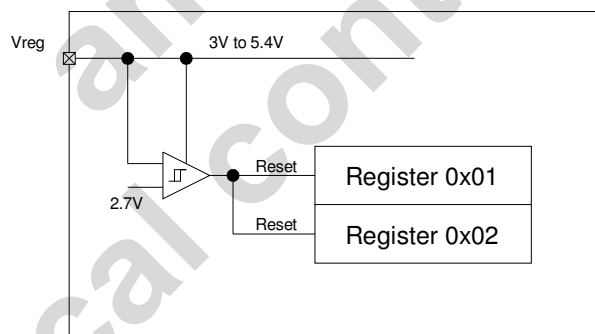 Vreg
3V to 5.4V
2.7V
Reset
Register 0x01
Reset
Register 0x02